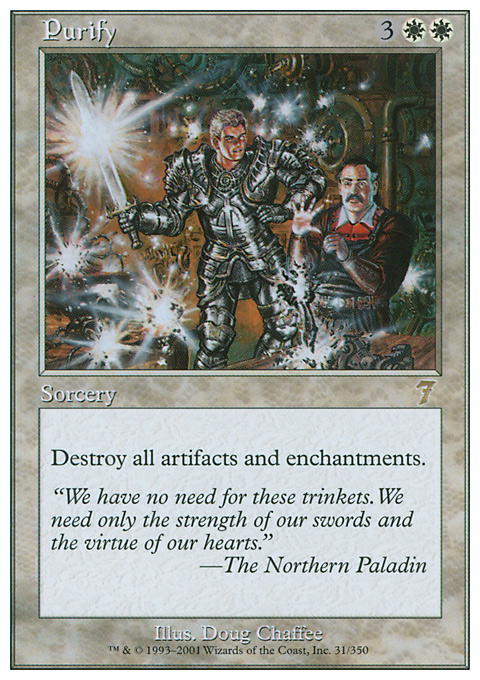 Purify 3
Sorcery 7
Destroy all artifacts and enchantments.
“We have no need for these trinkets. We
need only the strength of our swords and
the virtue of our hearts.”
—The Northern Paladin
Illus. Doug Chaffee
™ & © 1993–2001 Wizards of the Coast, Inc. 31/350